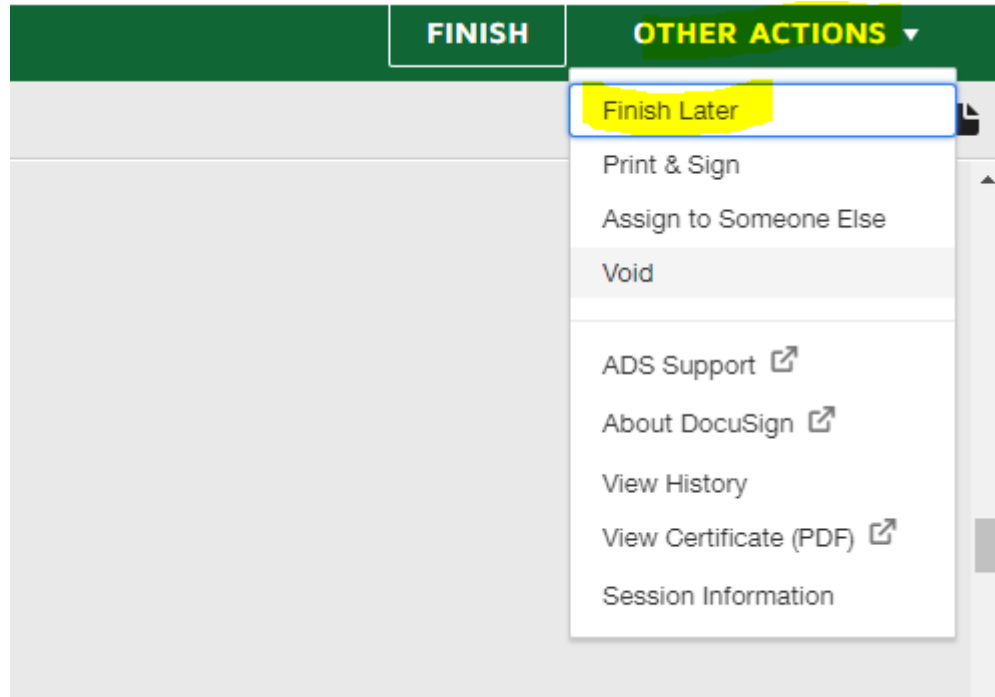 FINISH
OTHER ACTIONS
Finish Later
Print & Sign
Assign to Someone Else
Void
ADS Support
About DocuSign
View History
View Certificate (PDF)
Session Information